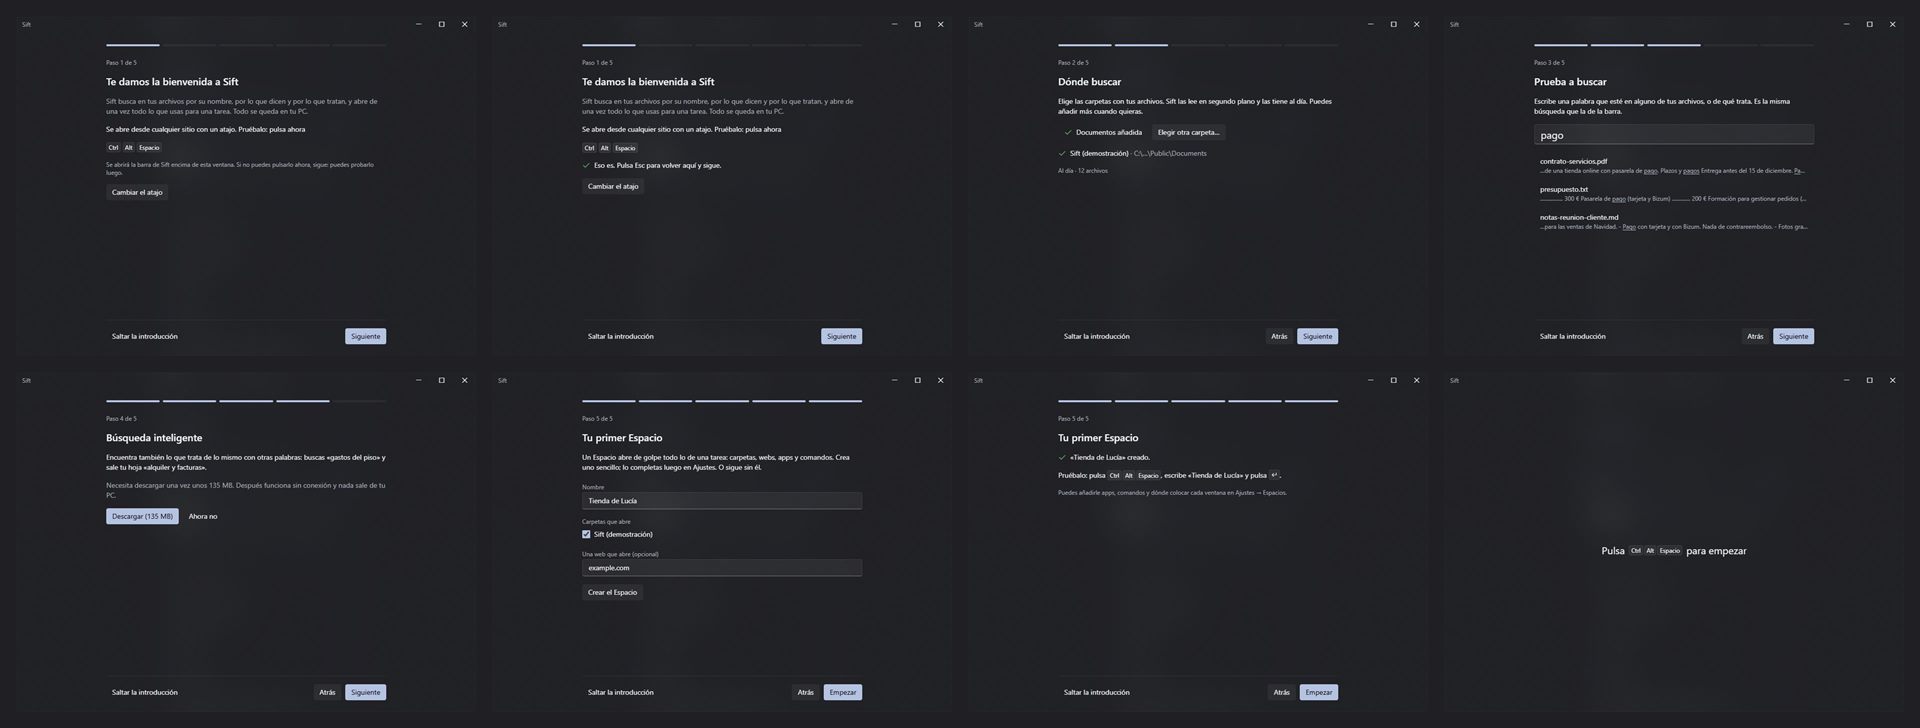 Sift
Paso 1 de 5
Te damos la bienvenida a Sift
Sift busca en tus archivos por su nombre, por lo que dicen y por lo que tratan, y abre de
una vez todo lo que usas para una tarea. Todo se queda en tu PC.
Se abre desde cualquier sitio con un atajo. Pruébalo: pulsa ahora
Ctrl Alt Espacio
Se abrirá la barra de Sift encima de esta ventana. Si no puedes pulsarlo ahora, sigue: puedes probarlo
luego.
Cambiar el atajo
Saltar la introducción
Siguiente
Sift
Paso 1 de 5
Te damos la bienvenida a Sift
Sift busca en tus archivos por su nombre, por lo que dicen y por lo que tratan, y abre de
una vez todo lo que usas para una tarea. Todo se queda en tu PC.
Se abre desde cualquier sitio con un atajo. Pruébalo: pulsa ahora
Ctrl Alt Espacio
Eso es. Pulsa Esc para volver aquí y sigue.
Cambiar el atajo
Saltar la introducción
Siguiente
Sift
Paso 2 de 5
Dónde buscar
Elige las carpetas con tus archivos. Sift las lee en segundo plano y las tiene al día. Puedes
añadir más cuando quieras.
Documentos añadida
Elegir otra carpeta...
Sift (demostración) - C:\...\Public\Documents
Al día · 12 archivos
Saltar la introducción
Atrás
Siguiente
Sift
Paso 3 de 5
Prueba a buscar
Escribe una palabra que esté en alguno de tus archivos, o de qué trata. Es la misma
búsqueda que la de la barra.
pago
contrato-servicios.pdf
...de una tienda online con pasarela de pago. Plazos y pagos Entrega antes del 15 de diciembre. Pa...
presupuesto.txt
............ 300 € Pasarela de pago (tarjeta y Bizum) .......... 200 € Formación para gestionar pedidos (...
notas-reunion-cliente.md
...para las ventas de Navidad. - Pago con tarjeta y con Bizum. Nada de contrareembolso. - Fotos gra...
Saltar la introducción
Atrás
Siguiente
Sift
Paso 4 de 5
Búsqueda inteligente
Encuentra también lo que trata de lo mismo con otras palabras: buscas «gastos del piso» y
sale tu hoja «alquiler y facturas».
Necesita descargar una vez unos 135 MB. Después funciona sin conexión y nada sale de tu
PC.
Descargar (135 MB)
Ahora no
Saltar la introducción
Atrás
Siguiente
Sift
Paso 5 de 5
Tu primer Espacio
Un Espacio abre de golpe todo lo de una tarea: carpetas, webs, apps y comandos. Crea
uno sencillo; lo completas luego en Ajustes. O sigue sin él.
Nombre
Tienda de Lucía
Carpetas que abre
Sift (demostración)
Una web que abre (opcional)
example.com
Crear el Espacio
Saltar la introducción
Atrás
Empezar
Sift
Paso 5 de 5
Tu primer Espacio
«Tienda de Lucía» creado.
Pruébalo: pulsa Ctrl Alt Espacio, escribe «Tienda de Lucía» y pulsa ↵.
Puedes añadirle apps, comandos y dónde colocar cada ventana en Ajustes → Espacios.
Saltar la introducción
Atrás
Empezar
Sift
Pulsa Ctrl Alt Espacio para empezar